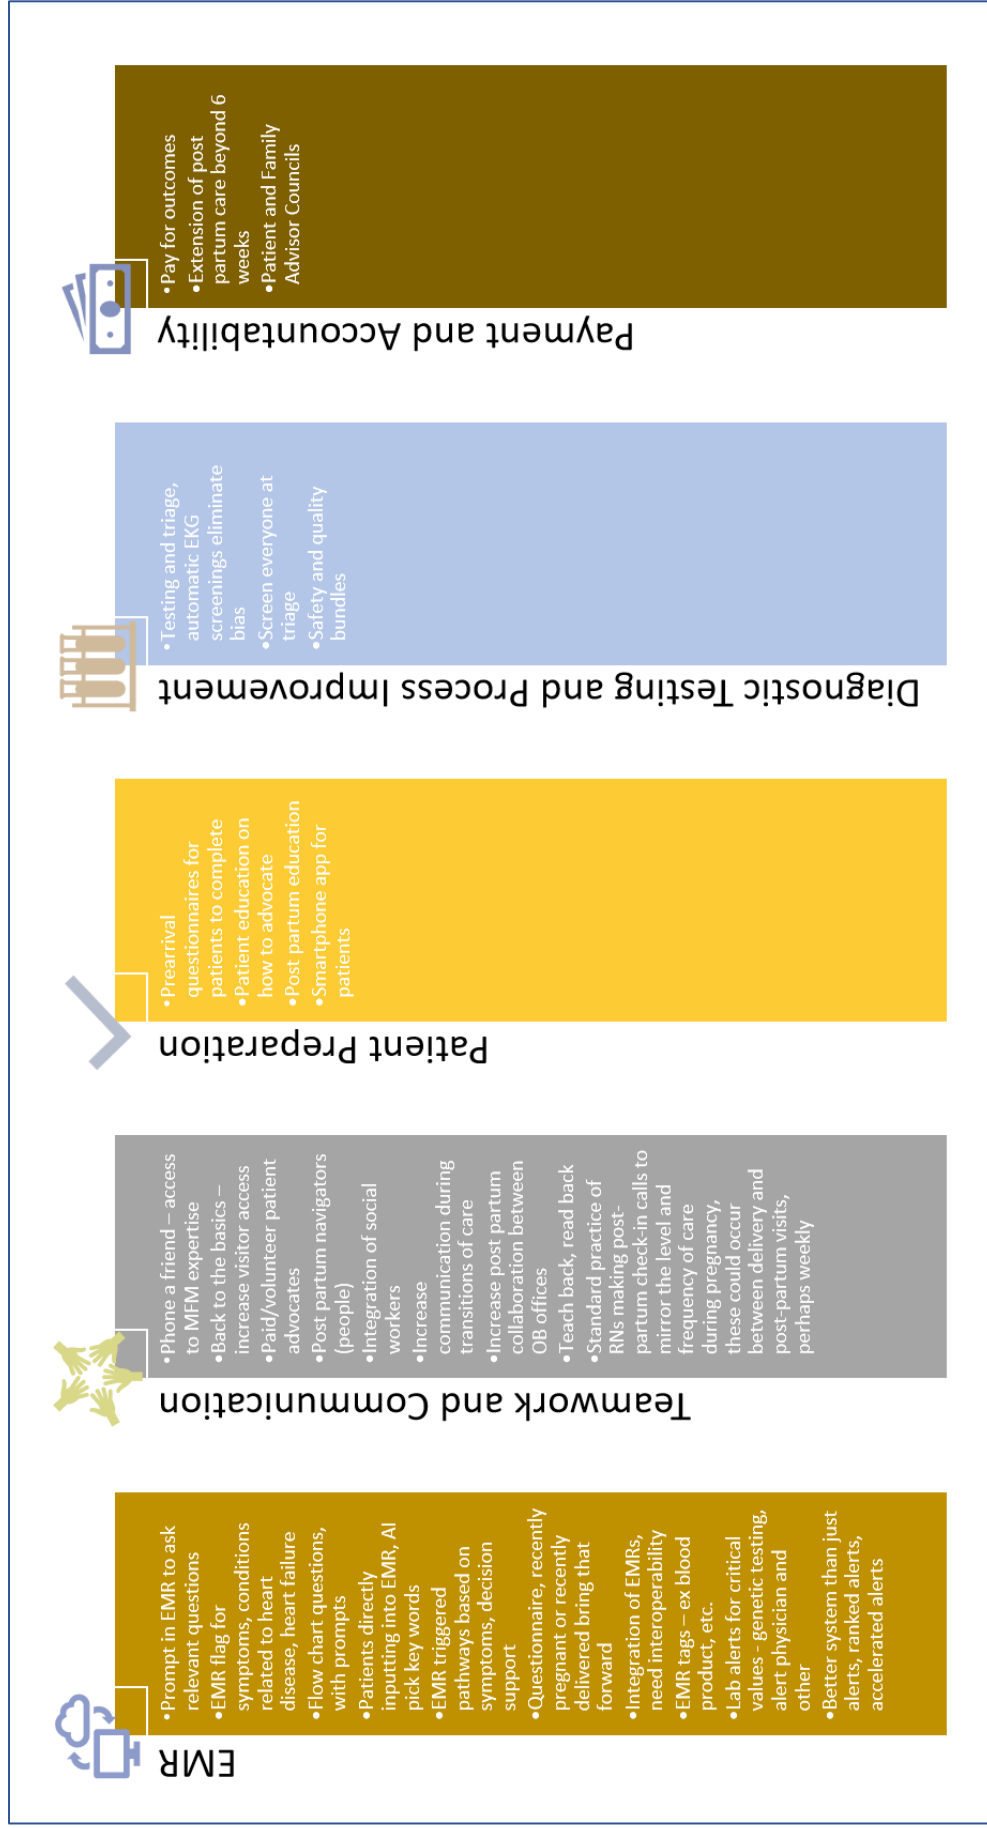 EMR
•Prompt in EMR to ask
relevant questions
•EMR flag for
symptoms, conditions
related to heart
disease, heart failure
•Flow chart questions,
with prompts
•Patients directly
inputting into EMR, AI
pick key words
•EMR triggered
pathways based on
symptoms, decision
support
•Questionnaire, recently
pregnant or recently
delivered bring that
forward
•Integration of EMRs,
need interoperability
•EMR tags – ex blood
product, etc.
•Lab alerts for critical
values - genetic testing,
alert physician and
other
•Better system than just
alerts, ranked alerts,
accelerated alerts
Teamwork and Communication
•Phone a friend – access
to MFM expertise
•Back to the basics –
increase visitor access
•Paid/volunteer patient
advocates
•Post partum navigators
(people)
•Integration of social
workers
•Increase
communication during
transitions of care
•Increase post partum
collaboration between
OB offices
•Teach back, read back
•Standard practice of
RNs making post-
partum check-in calls to
mirror the level and
frequency of care
during pregnancy,
these could occur
between delivery and
post-partum visits,
perhaps weekly
Patient Preparation
•Prearrival
questionnaires for
patients to complete
•Patient education on
how to advocate
•Post partum education
•Smartphone app for
patients
Diagnostic Testing and Process Improvement
•Testing and triage,
automatic EKG
screenings eliminate
bias
•Screen everyone at
triage
•Safety and quality
bundles
Payment and Accountability
•Pay for outcomes
•Extension of post
partum care beyond 6
weeks
•Patient and Family
Advisor Councils